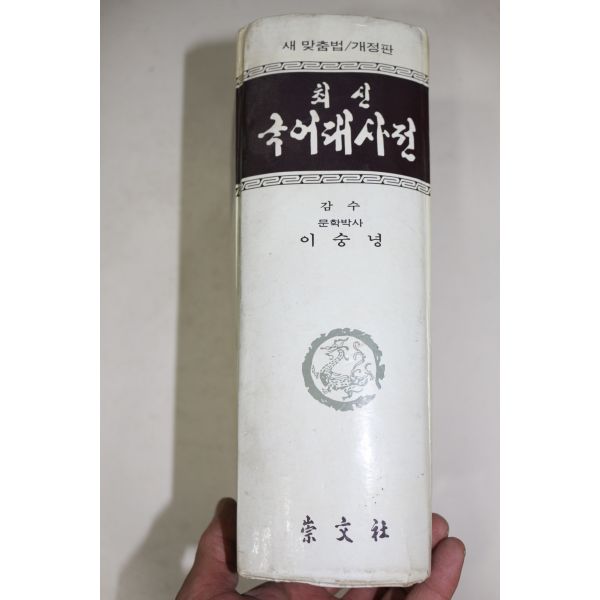 새 맞춤법/개정판
최신
국어대사전
감수
문학박사
이숭녕
崇文社